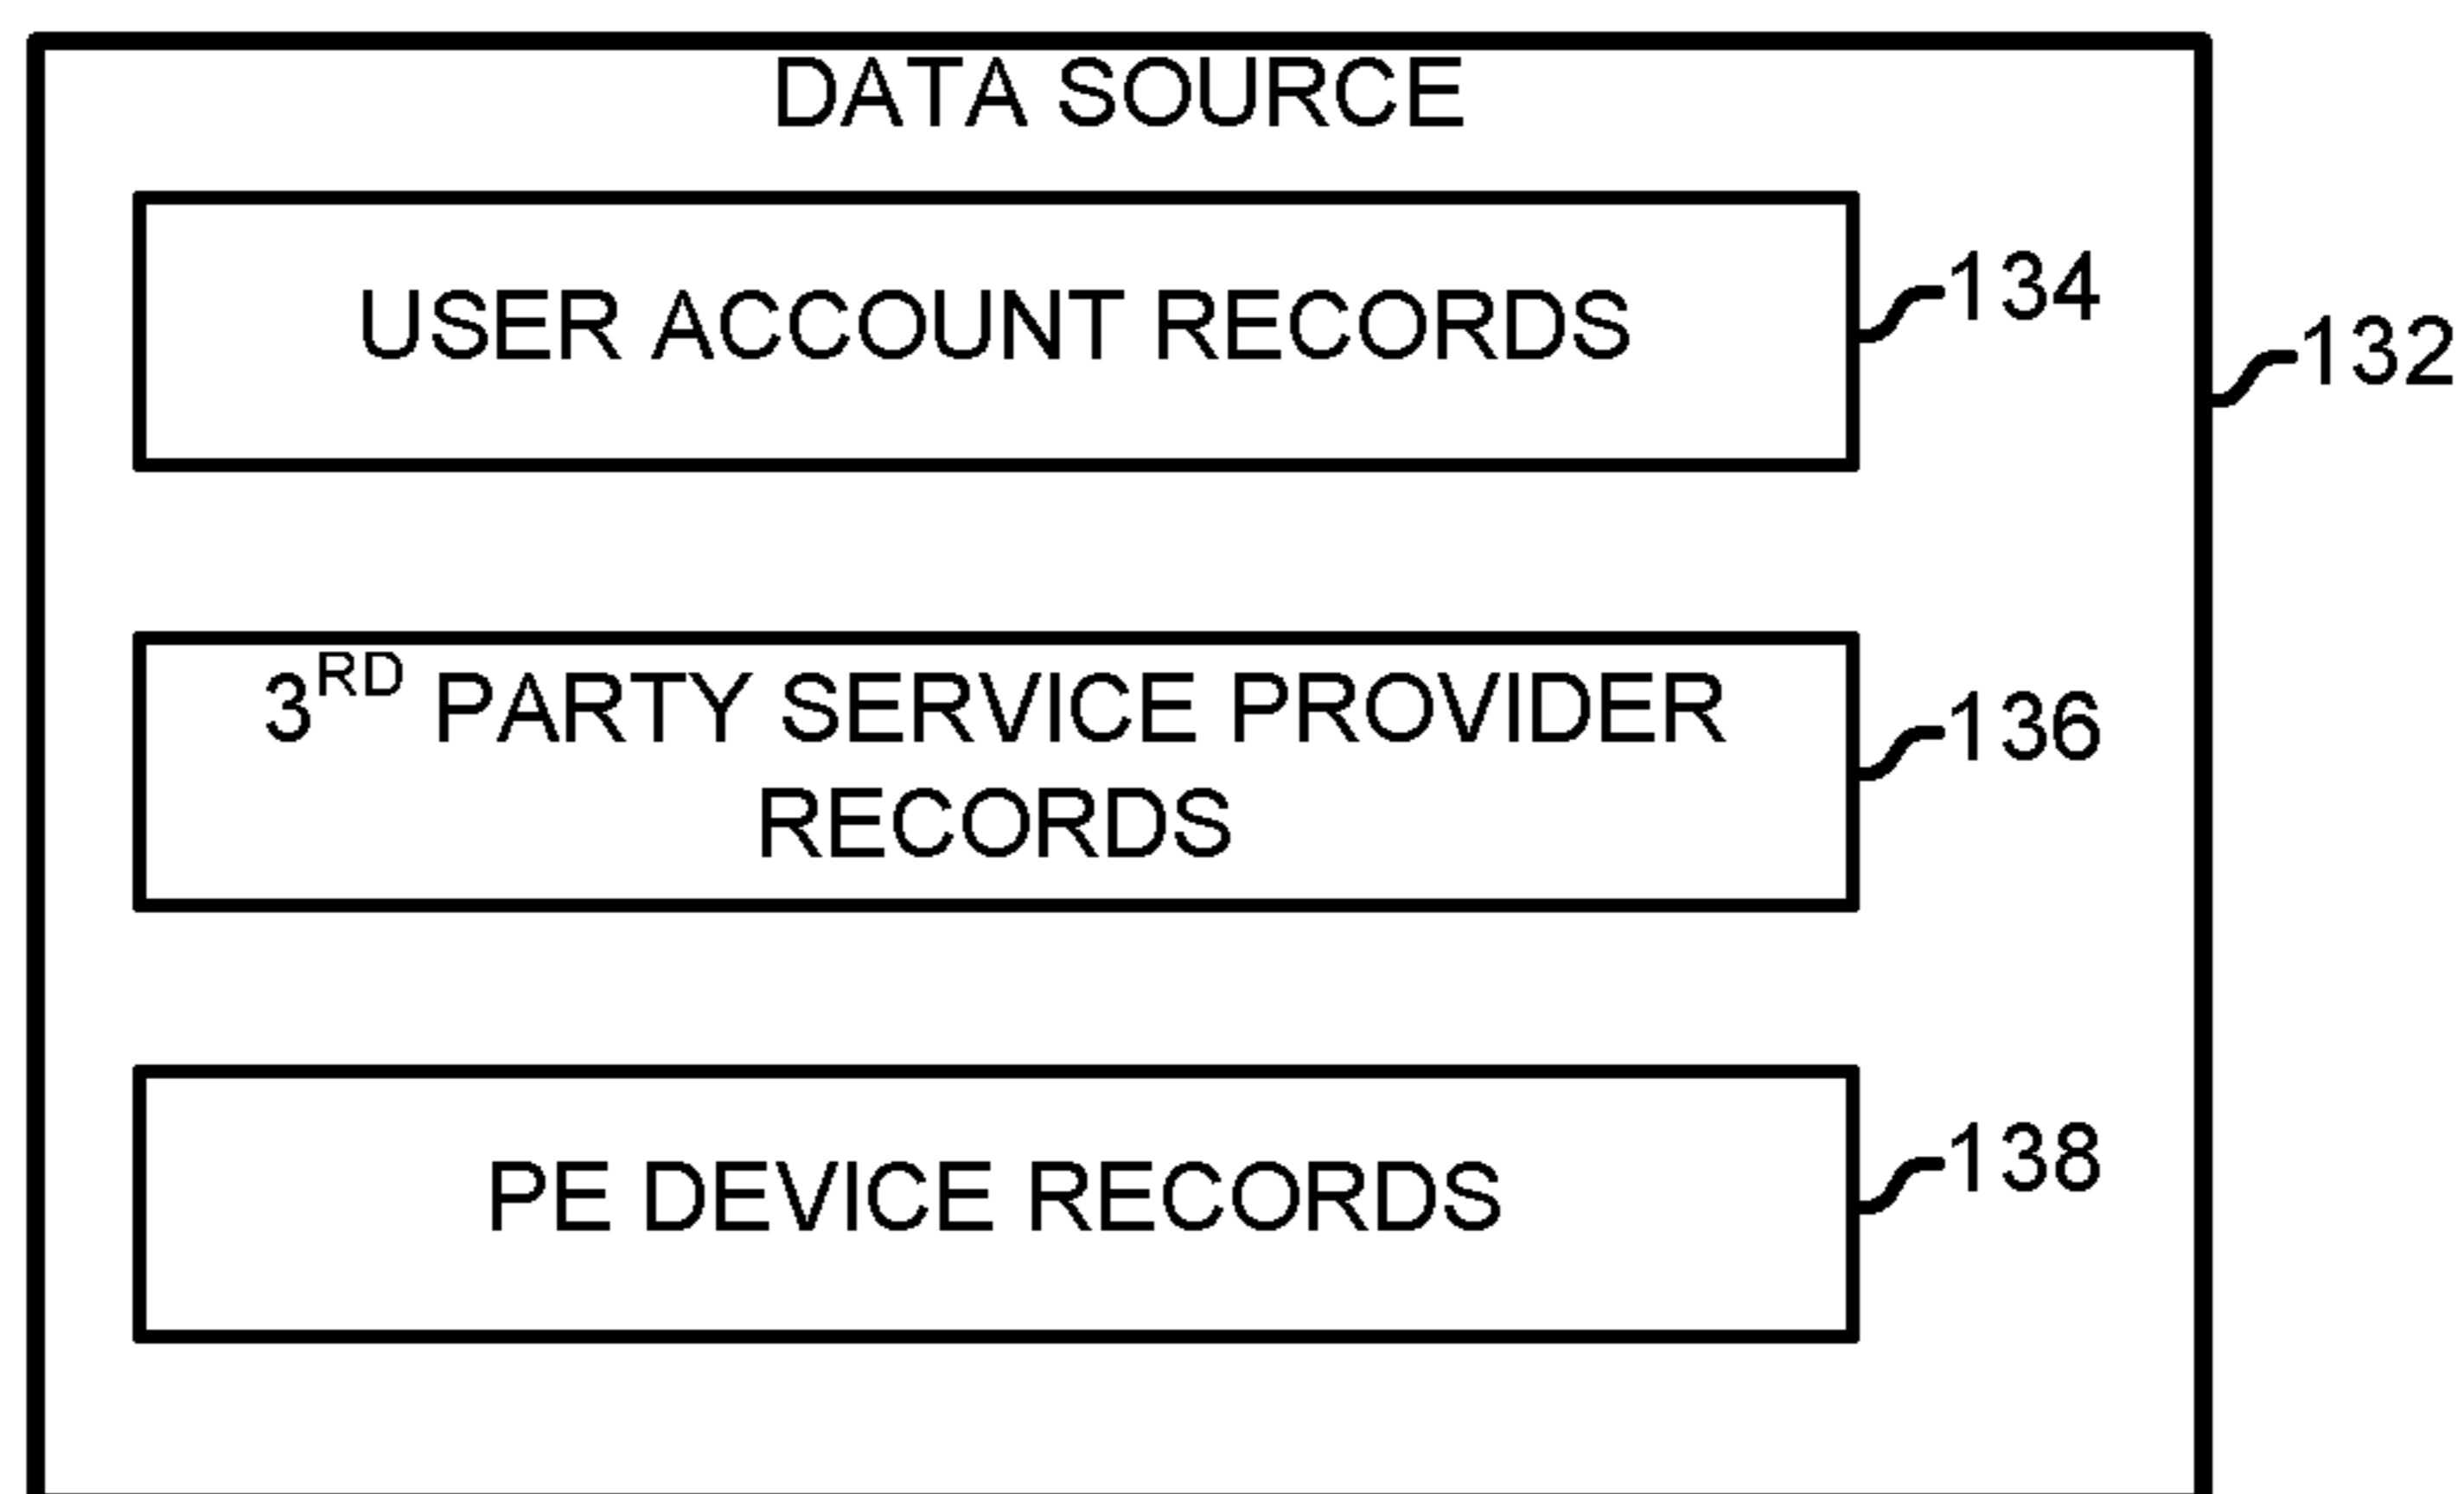 DATA SOURCE
USER ACCOUNT RECORDS
134
132
3RD PARTY SERVICE PROVIDER
RECORDS
136
PE DEVICE RECORDS
138